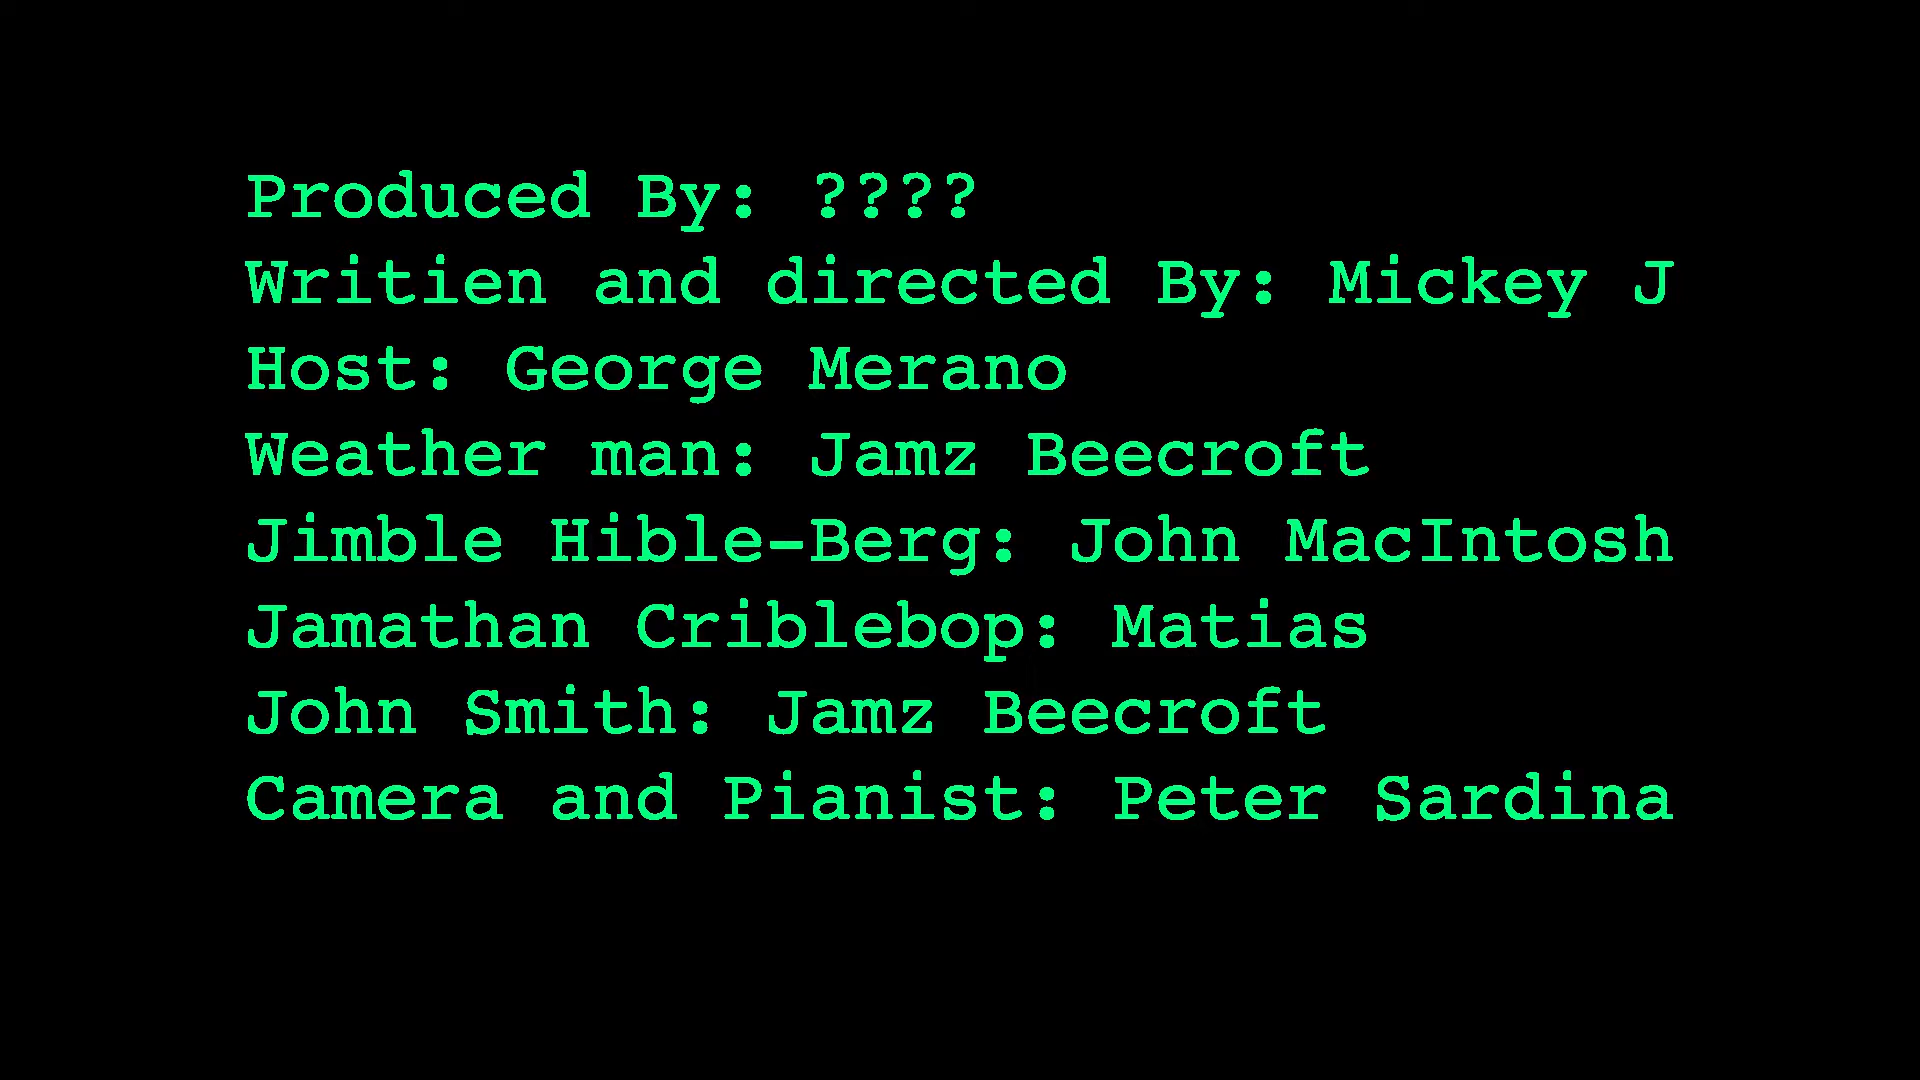 Produced By: ????
Writien and directed By: Mickey J
Host: George Merano
Weather man: Jamz Beecroft
Jimble Hible-Berg: John MacIntosh
Jamathan Criblebop: Matias
John Smith: Jamz Beecroft
Camera and Pianist: Peter Sardina